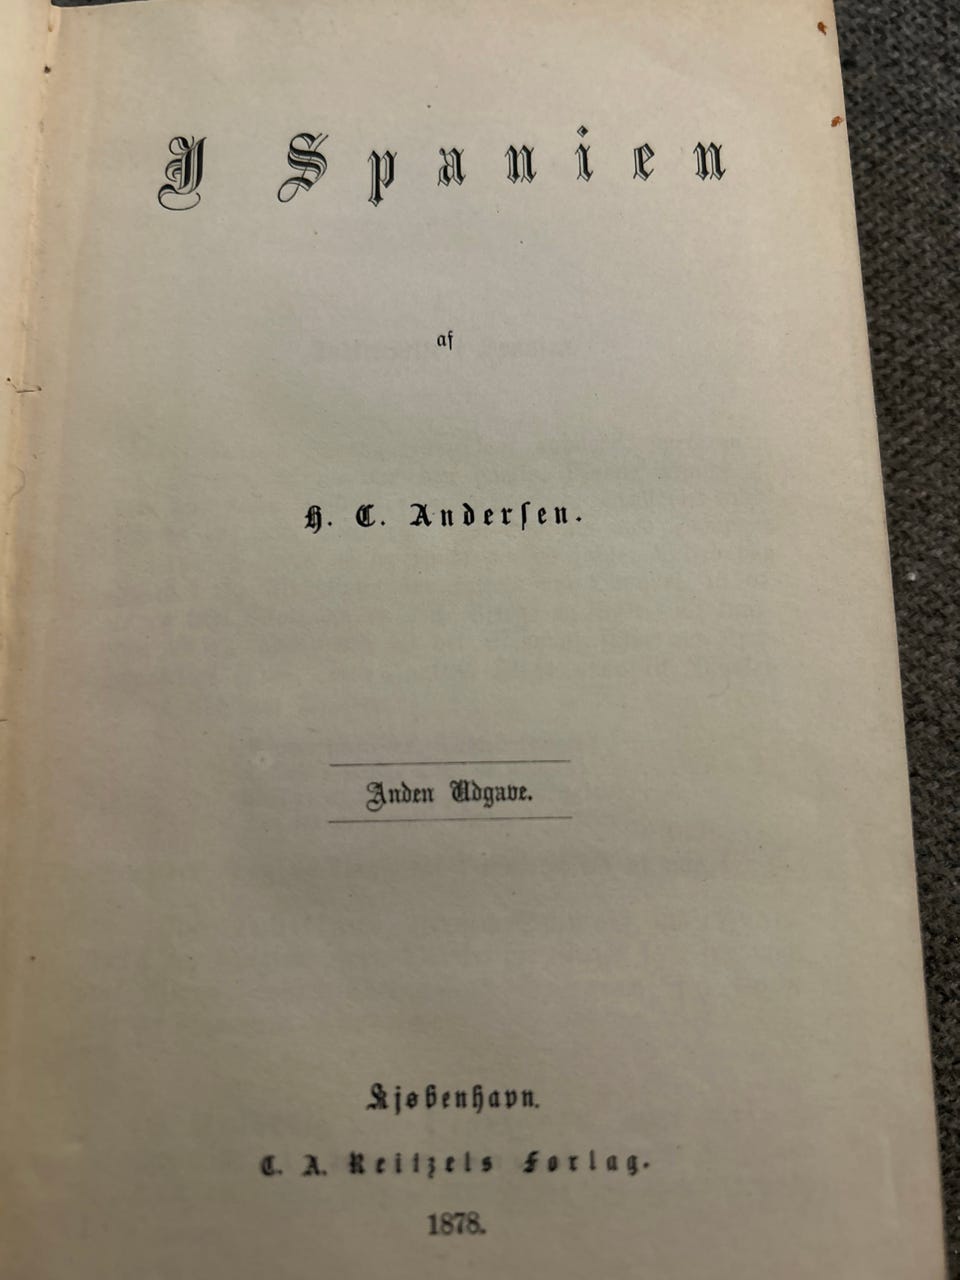 I Spanien
af
H. C. Andersen.
Anden Udgave.
Kjøbenhavn.
C. A. Reitzels Forlag.
1878.